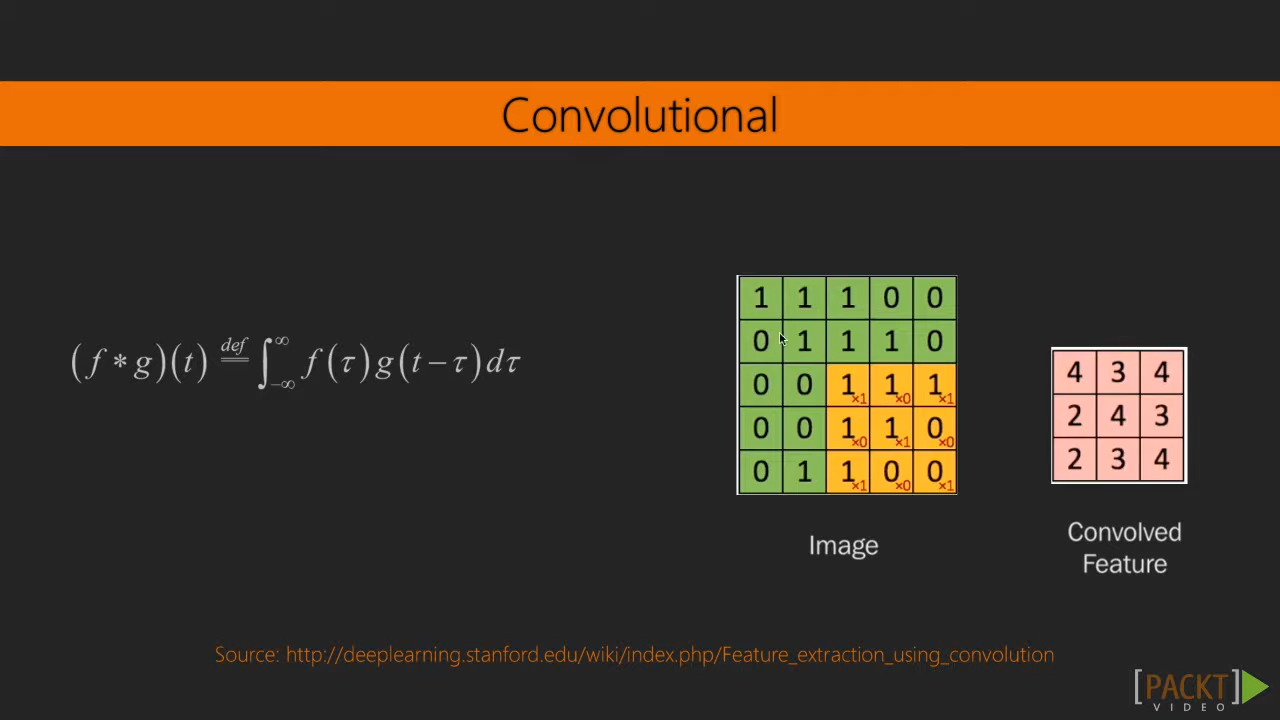 Convolutional
(f * g)(t) def= ∫_{-∞}^{∞} f(τ)g(t − τ)dτ
1 1 1 0 0
0 1 1 1 0
0 0 1×1 1×0 1×1
0 0 1×0 1×1 0×0
0 1 1×1 0×0 0×1
Image
4 3 4
2 4 3
2 3 4
Convolved
Feature
Source: http://deeplearning.stanford.edu/wiki/index.php/Feature_extraction_using_convolution
[PACKT]
VIDEO